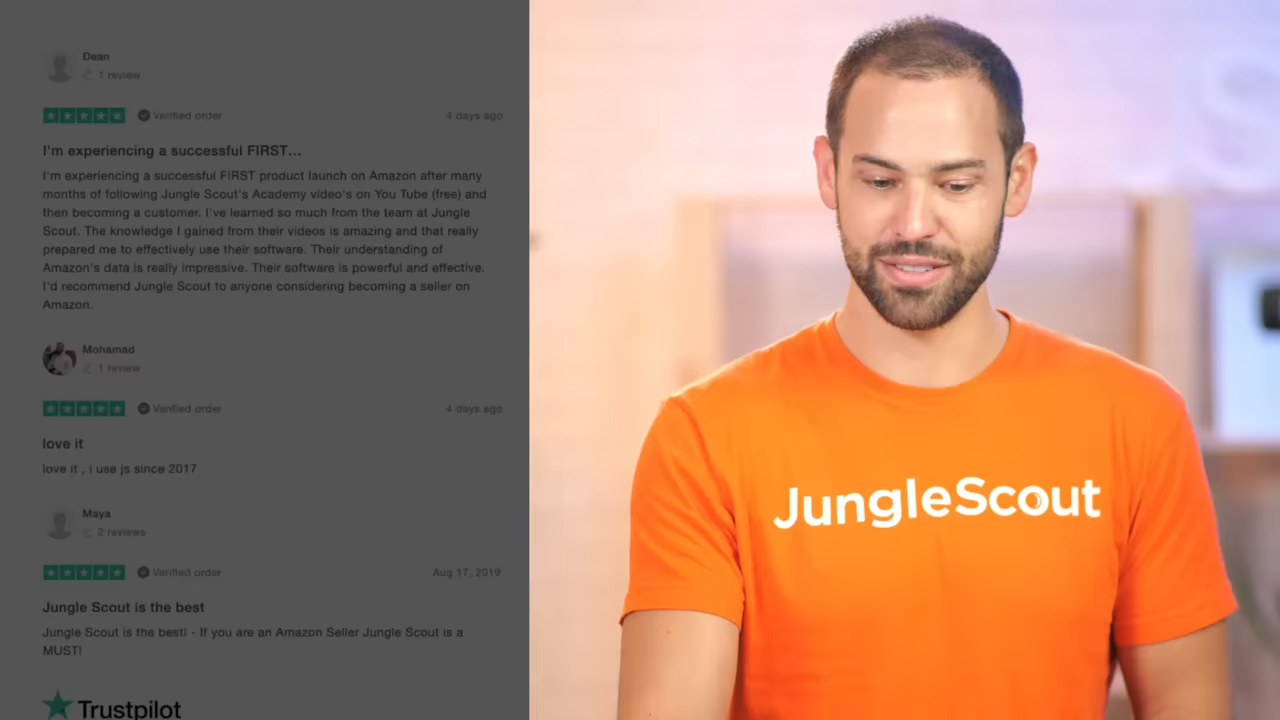 Dean
1 review
Verified order
4 days ago
I'm experiencing a successful FIRST...
I'm experiencing a successful FIRST product launch on Amazon after many
months of following Jungle Scout's Academy video's on You Tube (free) and
then becoming a customer. I've learned so much from the team at Jungle
Scout. The knowledge I gained from their videos is amazing and that really
prepared me to effectively use their software. Their understanding of
Amazon's data is really impressive. Their software is powerful and effective.
I'd recommend Jungle Scout to anyone considering becoming a seller on
Amazon.
Mohamad
1 review
Verified order
4 days ago
love it
love it , i use js since 2017
Maya
2 reviews
Verified order
Aug 17, 2019
Jungle Scout is the best
Jungle Scout is the best! - If you are an Amazon Seller Jungle Scout is a
MUST!
Trustpilot
JungleScout